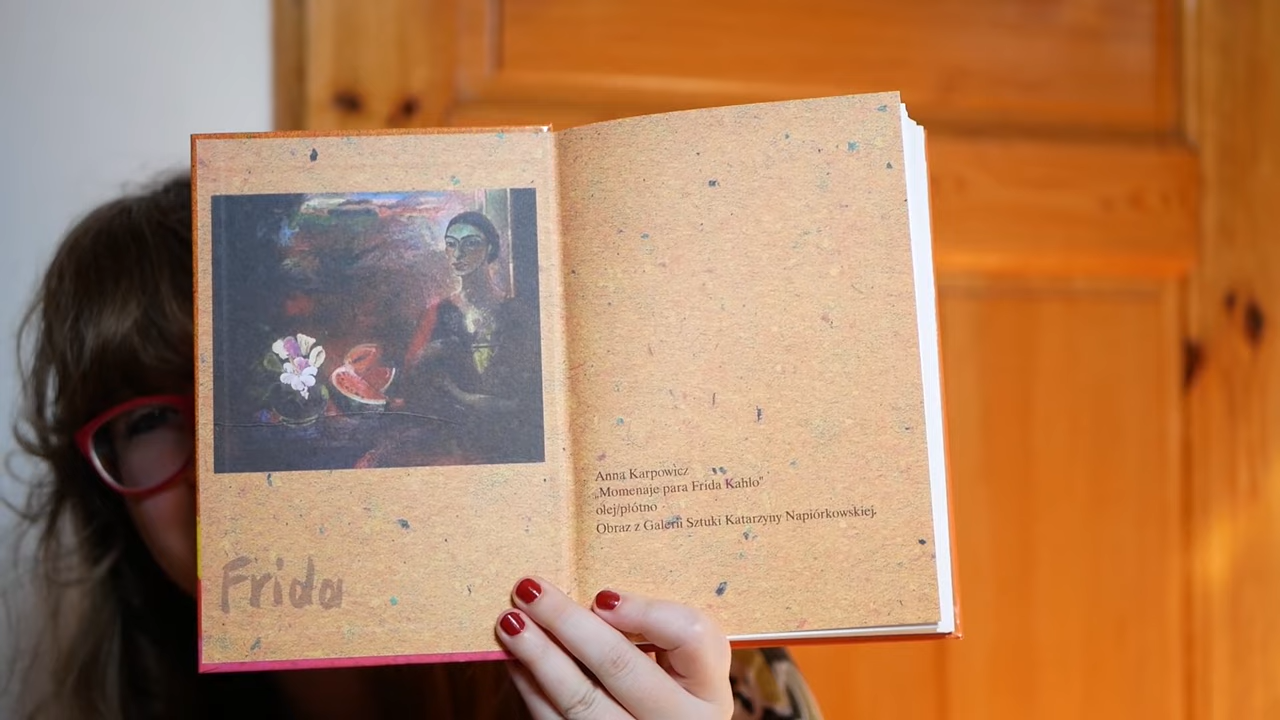 Frida
Anna Karpowicz
„Momenaje para Frida Kahlo"
olej/płótno
Obraz z Galerii Sztuki Katarzyny Napiórkowskiej.